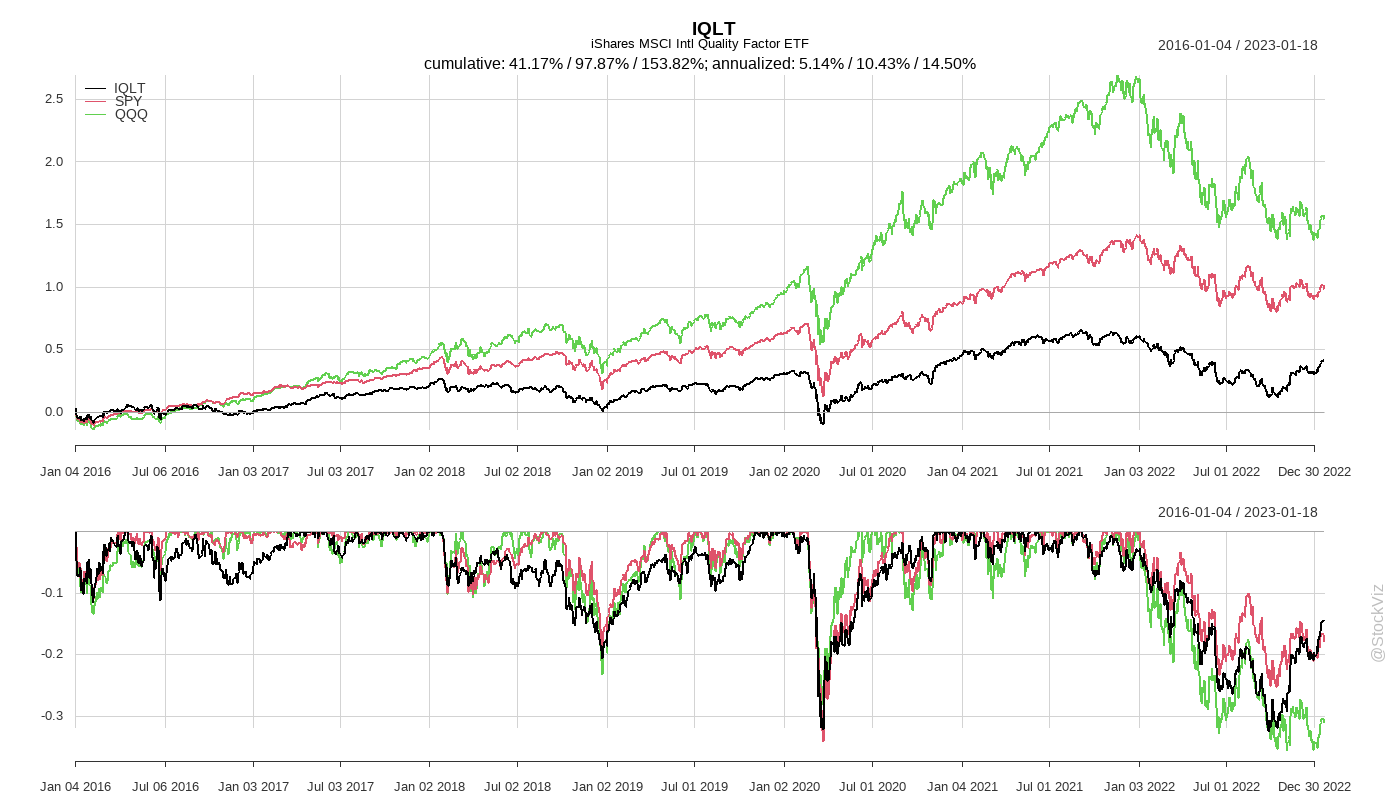 IQLT
iShares MSCI Intl Quality Factor ETF
2016-01-04 / 2023-01-18
cumulative: 41.17% / 97.87% / 153.82%; annualized: 5.14% / 10.43% / 14.50%
IQLT
SPY
QQQ
2.5
2.0
1.5
1.0
0.5
0.0
Jan 04 2016 Jul 06 2016 Jan 03 2017 Jul 03 2017 Jan 02 2018 Jul 02 2018 Jan 02 2019 Jul 01 2019 Jan 02 2020 Jul 01 2020 Jan 04 2021 Jul 01 2021 Jan 03 2022 Jul 01 2022 Dec 30 2022
2016-01-04 / 2023-01-18
-0.1
-0.2
-0.3
Jan 04 2016 Jul 06 2016 Jan 03 2017 Jul 03 2017 Jan 02 2018 Jul 02 2018 Jan 02 2019 Jul 01 2019 Jan 02 2020 Jul 01 2020 Jan 04 2021 Jul 01 2021 Jan 03 2022 Jul 01 2022 Dec 30 2022
@StockViz